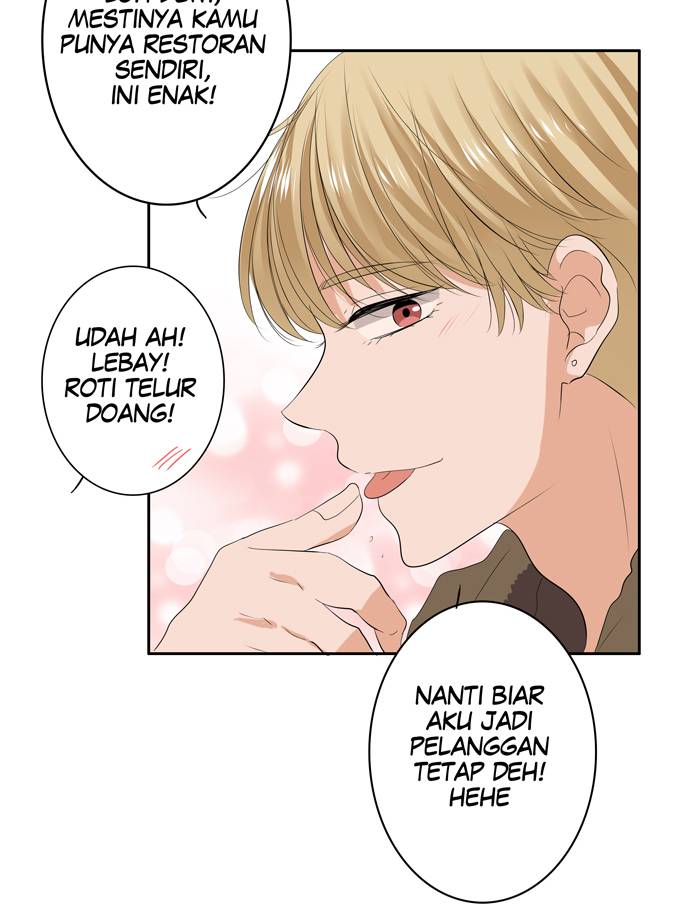 MESTINYA KAMU
PUNYA RESTORAN
SENDIRI,
INI ENAK!
UDAH AH!
LEBAY!
ROTI TELUR
DOANG!
NANTI BIAR
AKU JADI
PELANGGAN
TETAP DEH!
HEHE